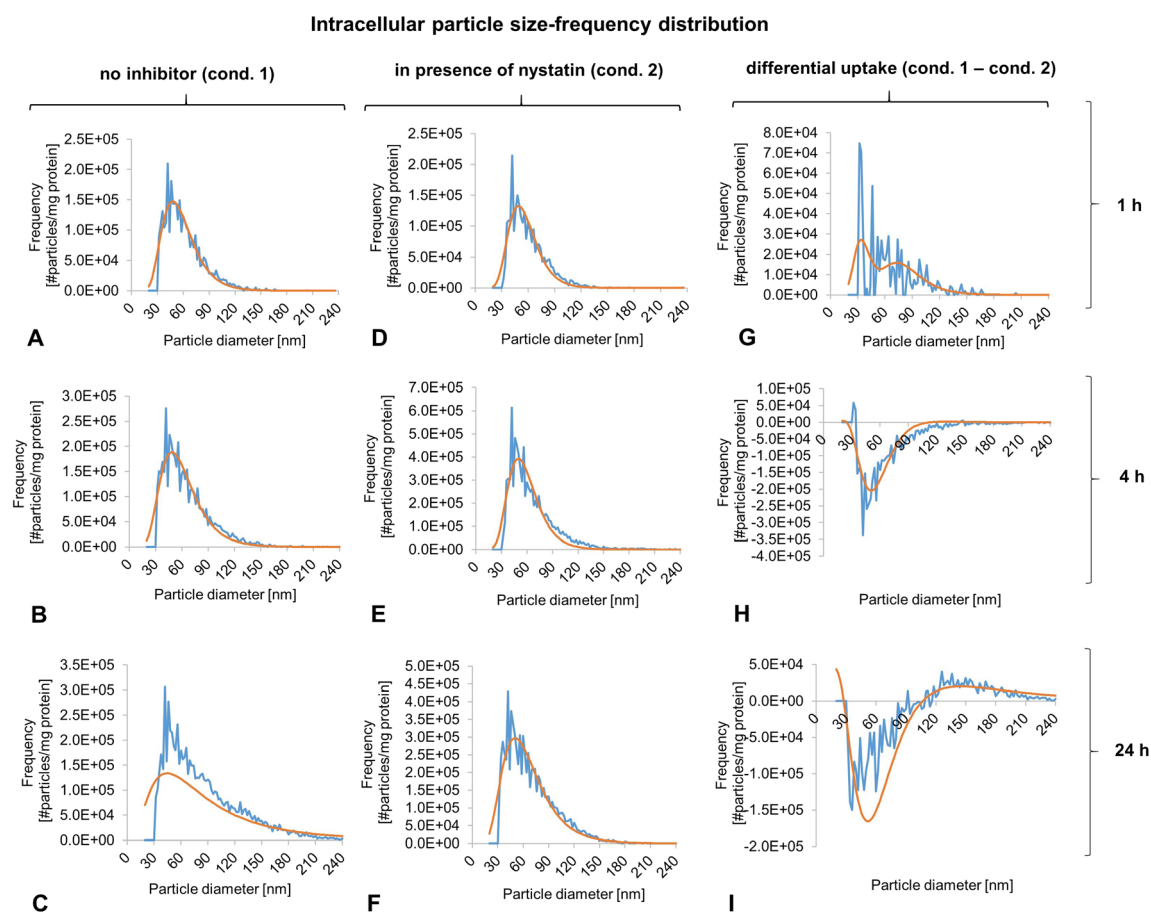 Intracellular particle size-frequency distribution
no inhibitor (cond. 1)
in presence of nystatin (cond. 2)
differential uptake (cond. 1 – cond. 2)
Frequency
[#particles/mg protein]
2.5E+05
2.0E+05
1.5E+05
1.0E+05
5.0E+04
0.0E+00
0 30 60 90 120 150 180 210 240
A
Particle diameter [nm]
Frequency
[#particles/mg protein]
2.5E+05
2.0E+05
1.5E+05
1.0E+05
5.0E+04
0.0E+00
0 30 60 90 120 150 180 210 240
D
Particle diameter [nm]
Frequency
[#particles/mg protein]
8.0E+04
7.0E+04
6.0E+04
5.0E+04
4.0E+04
3.0E+04
2.0E+04
1.0E+04
0.0E+00
0 30 60 90 120 150 180 210 240
G
Particle diameter [nm]
1 h
Frequency
[#particles/mg protein]
3.0E+05
2.5E+05
2.0E+05
1.5E+05
1.0E+05
5.0E+04
0.0E+00
0 30 60 90 120 150 180 210 240
Particle diameter [nm]
B
Frequency
[#particles/mg protein]
7.0E+05
6.0E+05
5.0E+05
4.0E+05
3.0E+05
2.0E+05
1.0E+05
0.0E+00
0 30 60 90 120 150 180 210 240
Particle diameter [nm]
E
Frequency
[#particles/mg protein]
1.0E+05
5.0E+04
0.0E+00
-5.0E+04
-1.0E+05
-1.5E+05
-2.0E+05
-2.5E+05
-3.0E+05
-3.5E+05
-4.0E+05
0 30 60 90 120 150 180 210 240
Particle diameter [nm]
H
4 h
Frequency
[#particles/mg protein]
3.5E+05
3.0E+05
2.5E+05
2.0E+05
1.5E+05
1.0E+05
5.0E+04
0.0E+00
0 30 60 90 120 150 180 210 240
Particle diameter [nm]
C
Frequency
[#particles/mg protein]
5.0E+05
4.5E+05
4.0E+05
3.5E+05
3.0E+05
2.5E+05
2.0E+05
1.5E+05
1.0E+05
5.0E+04
0.0E+00
0 30 60 90 120 150 180 210 240
Particle diameter [nm]
F
Frequency
[#particles/mg protein]
5.0E+04
0.0E+00
-5.0E+04
-1.0E+05
-1.5E+05
-2.0E+05
0 30 60 90 120 150 180 210 240
Particle diameter [nm]
I
24 h